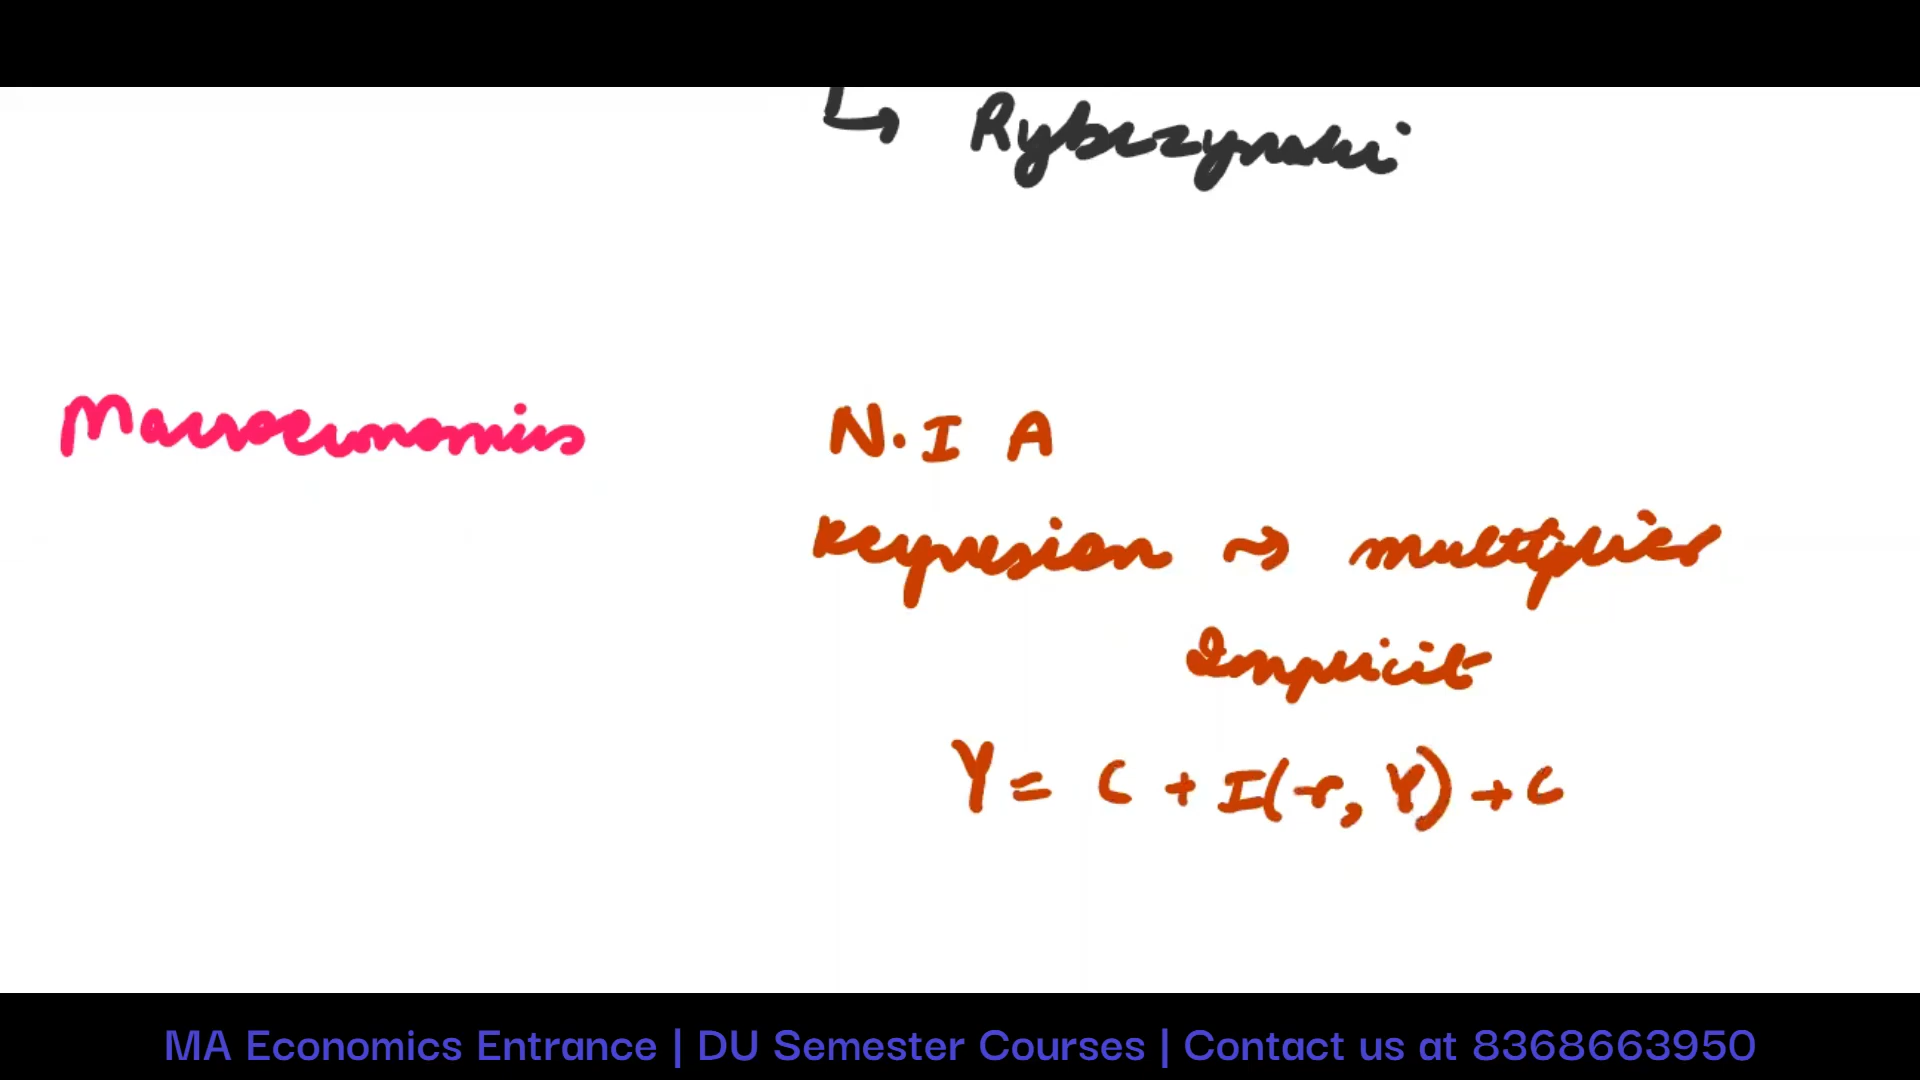 ↳ Rybczynski
Macroeconomics N.I A
Keynesian → multiplier
Implicit
Y = C + I(-r, Y) + C
MA Economics Entrance | DU Semester Courses | Contact us at 8368663950